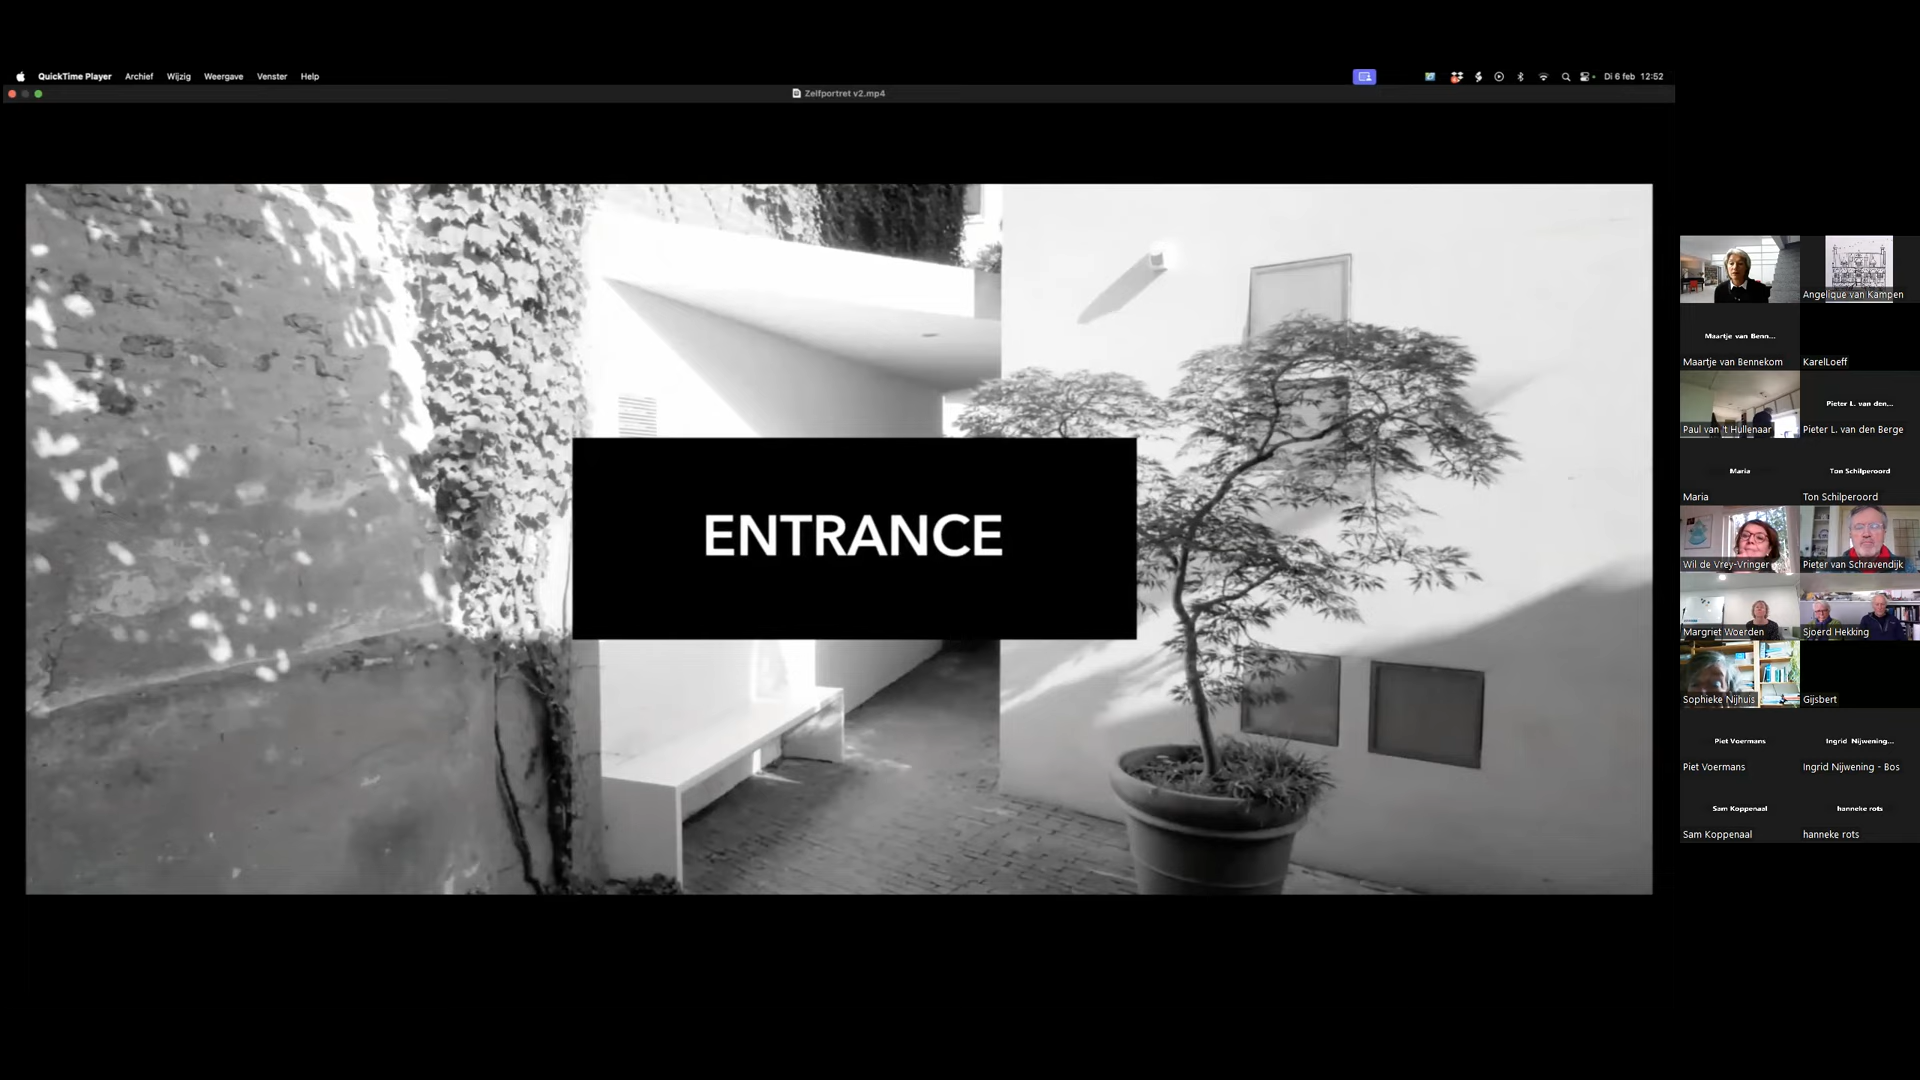 QuickTime Player Archief Wijzig Weergave Venster Help
Di 6 feb 12:52
Zelfportret v2.mp4
ENTRANCE
Angelique van Kampen
Maartje van Benn...
Maartje van Bennekom
KarelLoeff
Paul van 't Hullenaar
Pieter L. van den...
Pieter L. van den Berge
Maria
Maria
Ton Schilperoord
Ton Schilperoord
Wil de Vrey-Vringer
Pieter van Schravendijk
Margriet Woerden
Sjoerd Hekking
Sophieke Nijhuis
Gijsbert
Piet Voermans
Piet Voermans
Ingrid Nijwening...
Ingrid Nijwening - Bos
Sam Koppenaal
Sam Koppenaal
hanneke rots
hanneke rots